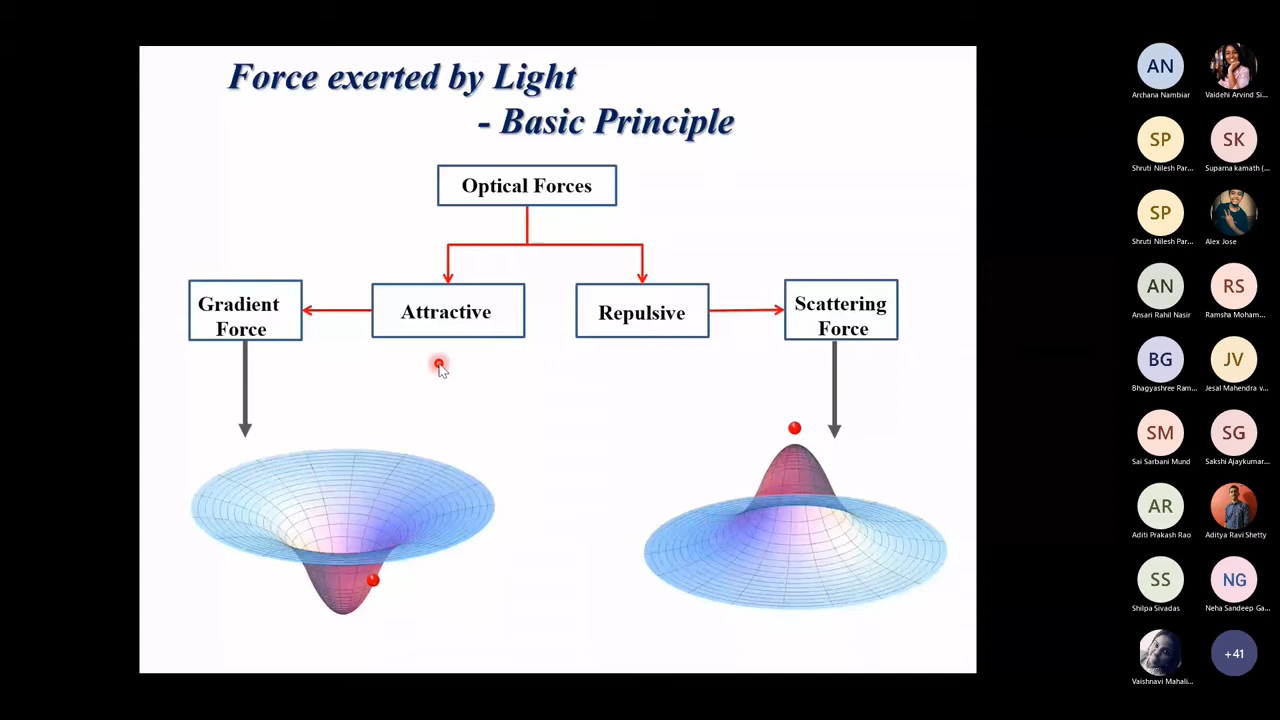 Force exerted by Light
- Basic Principle
Optical Forces
Gradient
Force
Attractive
Repulsive
Scattering
Force
AN
Archana Nambiar
Vaidehi Arvind Si...
SP
Shruti Nilesh Par...
SK
Suparna kamath (...
SP
Shruti Nilesh Par...
Alex Jose
AN
Ansari Rahil Nasir
RS
Ramsha Moham...
BG
Bhagyashree Ram...
JV
Jesal Mahendra v...
SM
Sai Sarbani Mund
SG
Sakshi Ajaykumar...
AR
Aditi Prakash Rao
Aditya Ravi Shetty
SS
Shilpa Sivadas
NG
Neha Sandeep Ga...
Vaishnavi Mahali...
+41